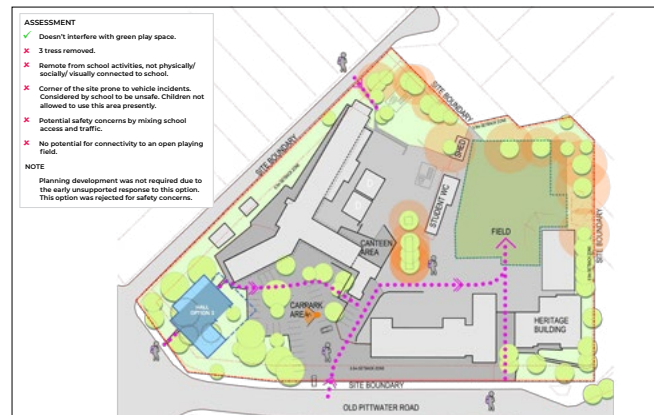 ASSESSMENT
Doesn't interfere with green play space.
3 tress removed.
Remote from school activities, not physically/
socially/ visually connected to school.
Corner of the site prone to vehicle incidents.
Considered by school to be unsafe. Children not
allowed to use this area presently.
Potential safety concerns by mixing school
access and traffic.
No potential for connectivity to an open playing
field.
NOTE
Planning development was not required due to
the early unsupported response to this option.
This option was rejected for safety concerns.
SITE BOUNDARY
SITE BOUNDARY
SHED
STUDENT WC
FIELD
SITE BOUNDARY
CANTEEN
AREA
HALL
OPTION 3
CARPARK
AREA
HERITAGE
BUILDING
SITE BOUNDARY
OLD PITTWATER ROAD